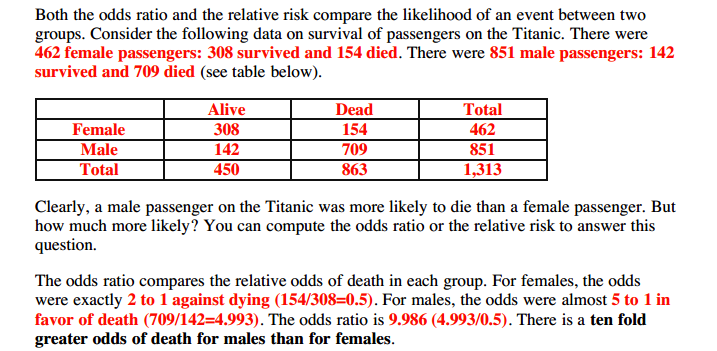 Both the odds ratio and the relative risk compare the likelihood of an event between two
groups. Consider the following data on survival of passengers on the Titanic. There were
462 female passengers: 308 survived and 154 died. There were 851 male passengers: 142
survived and 709 died (see table below).
Alive Dead Total
Female 308 154 462
Male 142 709 851
Total 450 863 1,313
Clearly, a male passenger on the Titanic was more likely to die than a female passenger. But
how much more likely? You can compute the odds ratio or the relative risk to answer this
question.
The odds ratio compares the relative odds of death in each group. For females, the odds
were exactly 2 to 1 against dying (154/308=0.5). For males, the odds were almost 5 to 1 in
favor of death (709/142=4.993). The odds ratio is 9.986 (4.993/0.5). There is a ten fold
greater odds of death for males than for females.